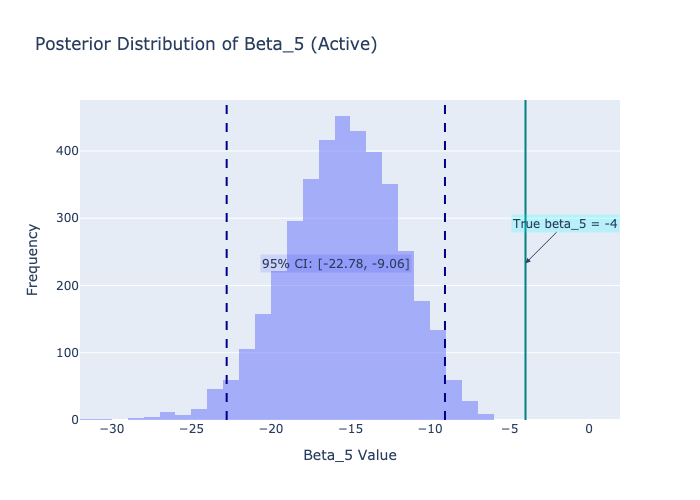 Posterior Distribution of Beta_5 (Active)
Frequency
400
300
200
100
0
True beta_5 = -4
95% CI: [-22.78, -9.06]
−30
−25
−20
−15
−10
−5
0
Beta_5 Value